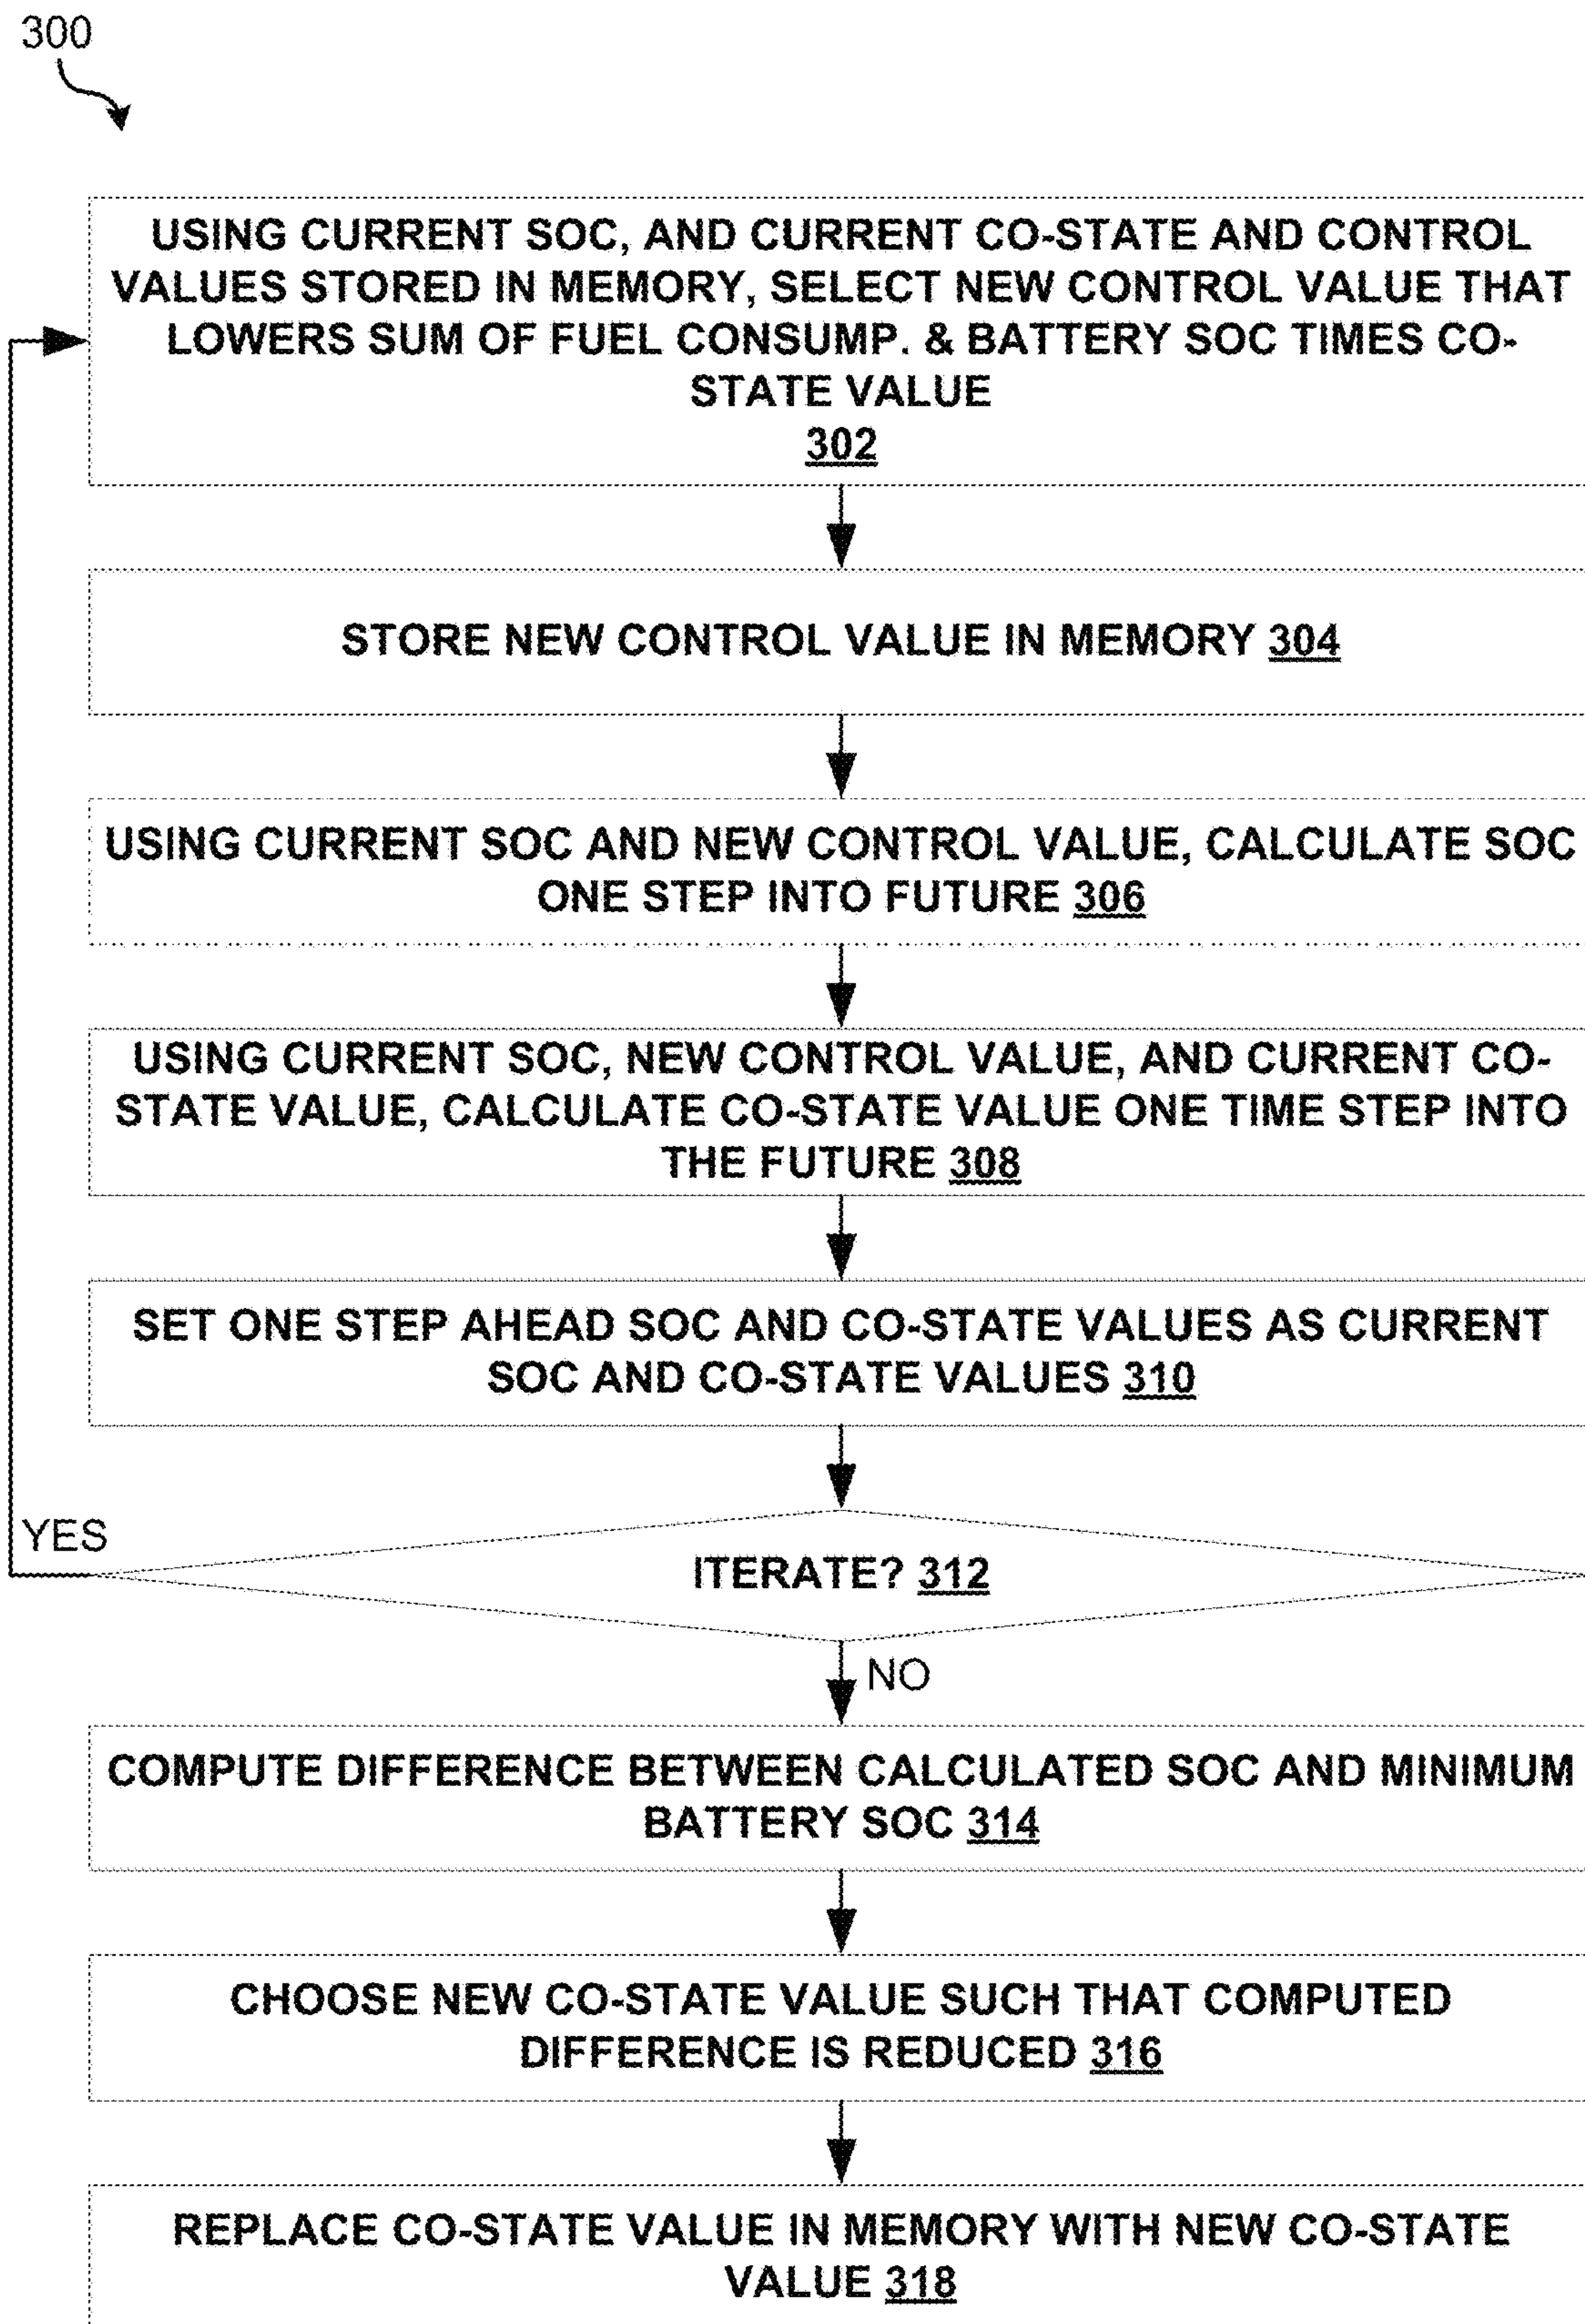 300
USING CURRENT SOC, AND CURRENT CO-STATE AND CONTROL
VALUES STORED IN MEMORY, SELECT NEW CONTROL VALUE THAT
LOWERS SUM OF FUEL CONSUMP. & BATTERY SOC TIMES CO-
STATE VALUE
302
STORE NEW CONTROL VALUE IN MEMORY 304
USING CURRENT SOC AND NEW CONTROL VALUE, CALCULATE SOC
ONE STEP INTO FUTURE 306
USING CURRENT SOC, NEW CONTROL VALUE, AND CURRENT CO-
STATE VALUE, CALCULATE CO-STATE VALUE ONE TIME STEP INTO
THE FUTURE 308
SET ONE STEP AHEAD SOC AND CO-STATE VALUES AS CURRENT
SOC AND CO-STATE VALUES 310
YES
ITERATE? 312
NO
COMPUTE DIFFERENCE BETWEEN CALCULATED SOC AND MINIMUM
BATTERY SOC 314
CHOOSE NEW CO-STATE VALUE SUCH THAT COMPUTED
DIFFERENCE IS REDUCED 316
REPLACE CO-STATE VALUE IN MEMORY WITH NEW CO-STATE
VALUE 318